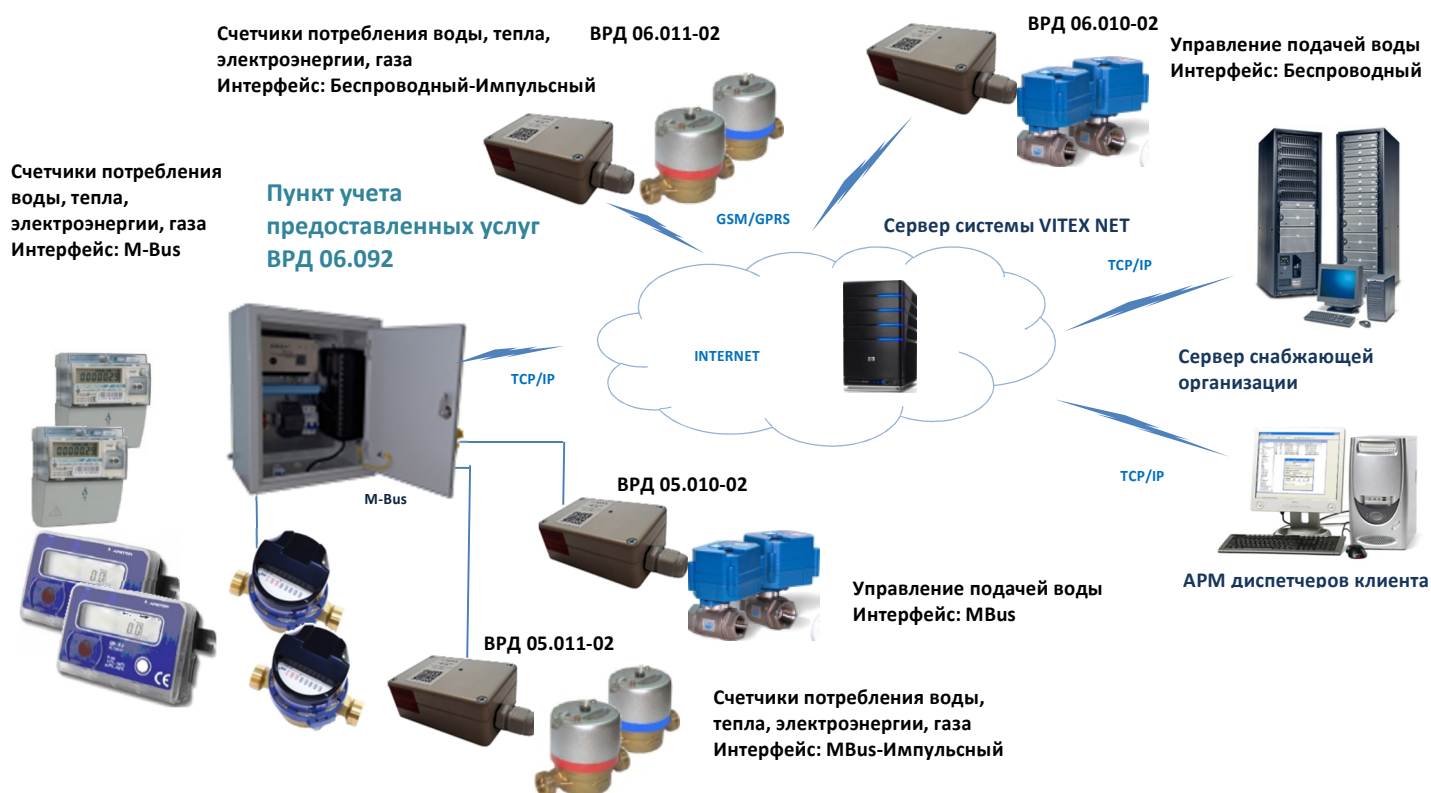 Счетчики потребления воды, тепла,
электроэнергии, газа
Интерфейс: Беспроводный-Импульсный
ВРД 06.011-02
ВРД 06.010-02
Управление подачей воды
Интерфейс: Беспроводный
Счетчики потребления
воды, тепла,
электроэнергии, газа
Интерфейс: M-Bus
Пункт учета
предоставленных услуг
ВРД 06.092
GSM/GPRS
Сервер системы VITEX NET
TCP/IP
INTERNET
TCP/IP
Сервер снабжающей
организации
TCP/IP
M-Bus
ВРД 05.010-02
АРМ диспетчеров клиента
Управление подачей воды
Интерфейс: MBus
ВРД 05.011-02
Счетчики потребления воды,
тепла, электроэнергии, газа
Интерфейс: MBus-Импульсный
APATOR
APATOR
CE